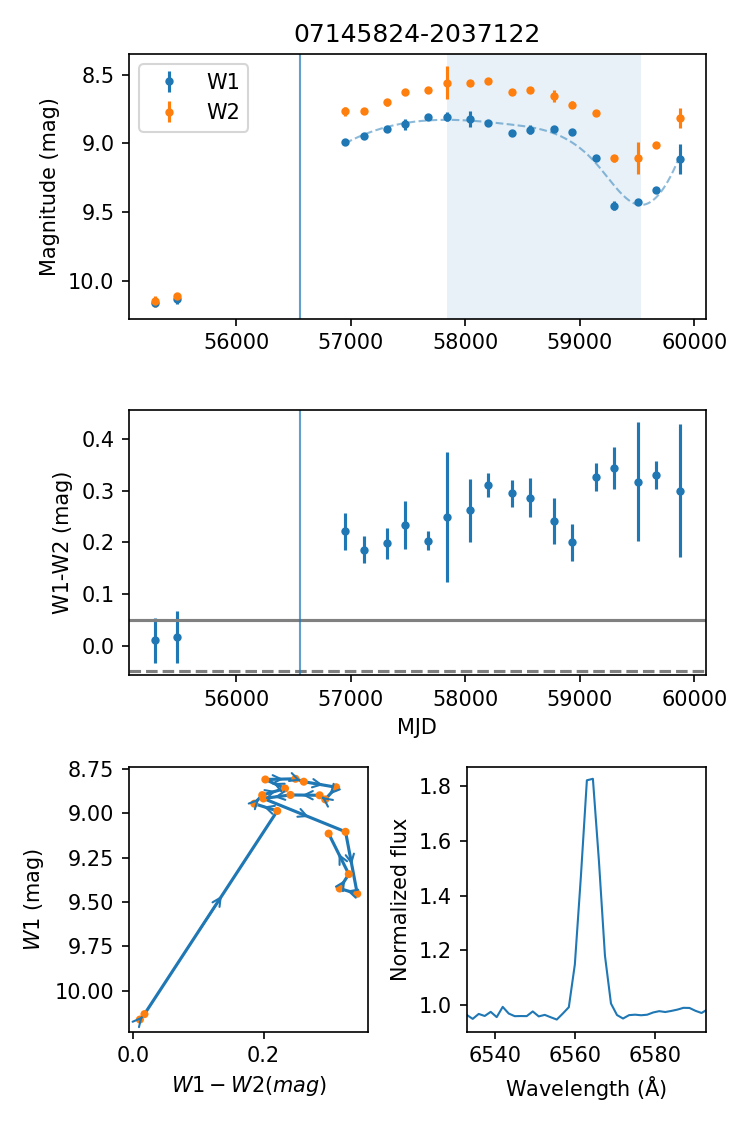 07145824-2037122
W1
W2
Magnitude (mag)
8.5
9.0
9.5
10.0
56000 57000 58000 59000 60000
W1-W2 (mag)
0.4
0.3
0.2
0.1
0.0
56000 57000 58000 59000 60000
MJD
W1 (mag)
8.75
9.00
9.25
9.50
9.75
10.00
0.0 0.2
W1 − W2(mag)
Normalized flux
1.8
1.6
1.4
1.2
1.0
6540 6560 6580
Wavelength (Å)